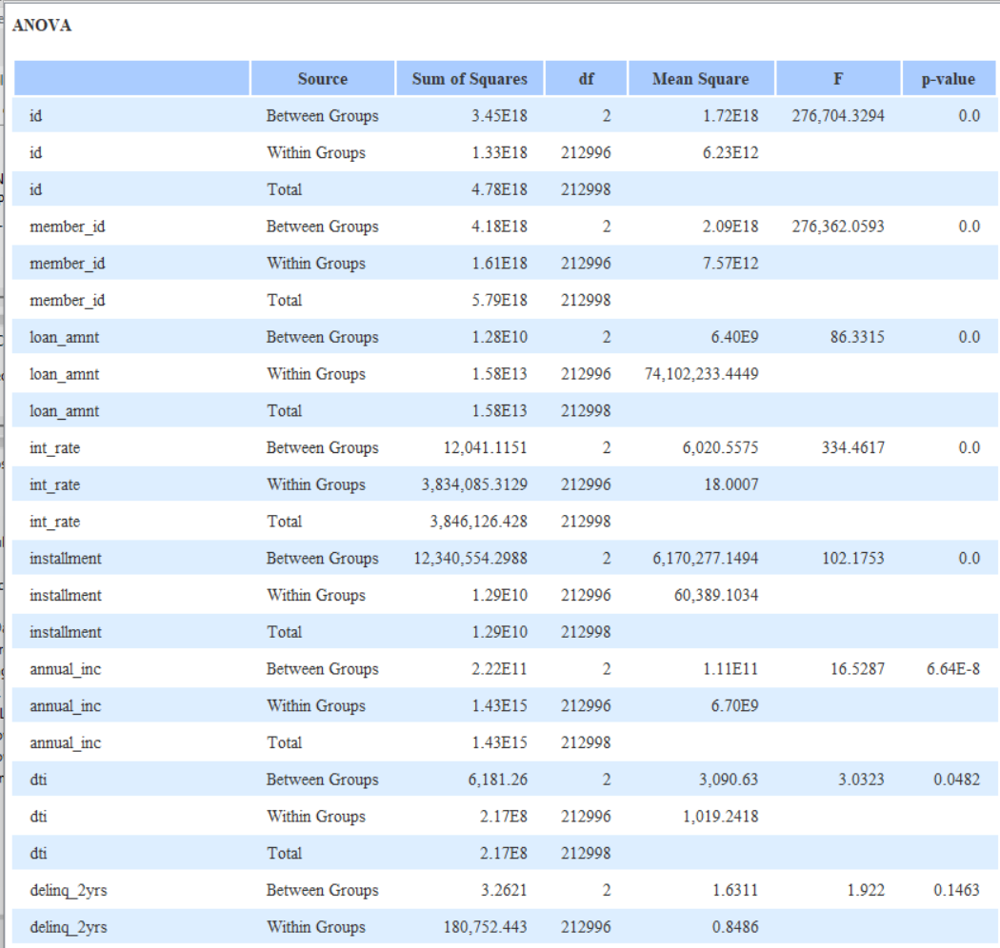 ANOVA
Source Sum of Squares df Mean Square F p-value
id Between Groups 3.45E18 2 1.72E18 276,704.3294 0.0
id Within Groups 1.33E18 212996 6.23E12
id Total 4.78E18 212998
member_id Between Groups 4.18E18 2 2.09E18 276,362.0593 0.0
member_id Within Groups 1.61E18 212996 7.57E12
member_id Total 5.79E18 212998
loan_amnt Between Groups 1.28E10 2 6.40E9 86.3315 0.0
loan_amnt Within Groups 1.58E13 212996 74,102,233.4449
loan_amnt Total 1.58E13 212998
int_rate Between Groups 12,041.1151 2 6,020.5575 334.4617 0.0
int_rate Within Groups 3,834,085.3129 212996 18.0007
int_rate Total 3,846,126.428 212998
installment Between Groups 12,340,554.2988 2 6,170,277.1494 102.1753 0.0
installment Within Groups 1.29E10 212996 60,389.1034
installment Total 1.29E10 212998
annual_inc Between Groups 2.22E11 2 1.11E11 16.5287 6.64E-8
annual_inc Within Groups 1.43E15 212996 6.70E9
annual_inc Total 1.43E15 212998
dti Between Groups 6,181.26 2 3,090.63 3.0323 0.0482
dti Within Groups 2.17E8 212996 1,019.2418
dti Total 2.17E8 212998
delinq_2yrs Between Groups 3.2621 2 1.6311 1.922 0.1463
delinq_2yrs Within Groups 180,752.443 212996 0.8486